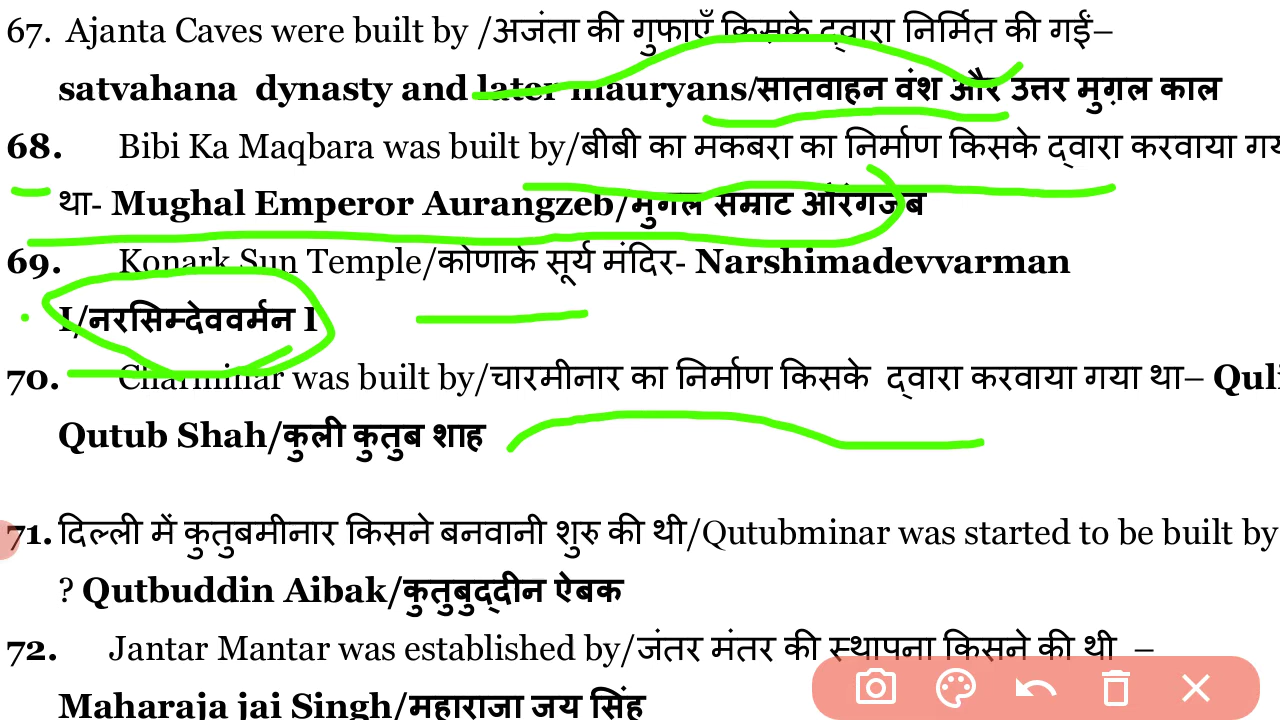 67. Ajanta Caves were built by /अजंता की गुफाएँ किसके द्वारा निर्मित की गईं–
satvahana dynasty and later mauryans/सातवाहन वंश और उत्तर मुग़ल काल
68. Bibi Ka Maqbara was built by/बीबी का मकबरा का निर्माण किसके द्वारा करवाया गय
था- Mughal Emperor Aurangzeb/मुगल सम्राट औरंगजेब
69. Konark Sun Temple/कोणार्क सूर्य मंदिर- Narshimadevvarman
I/नरसिम्देववर्मन I
70. Charminar was built by/चारमीनार का निर्माण किसके द्वारा करवाया गया था– Quli
Qutub Shah/कुली कुतुब शाह
71. दिल्ली में कुतुबमीनार किसने बनवानी शुरु की थी/Qutubminar was started to be built by
? Qutbuddin Aibak/कुतुबुद्दीन ऐबक
72. Jantar Mantar was established by/जंतर मंतर की स्थापना किसने की थी –
Maharaja jai Singh/महाराजा जय सिंह